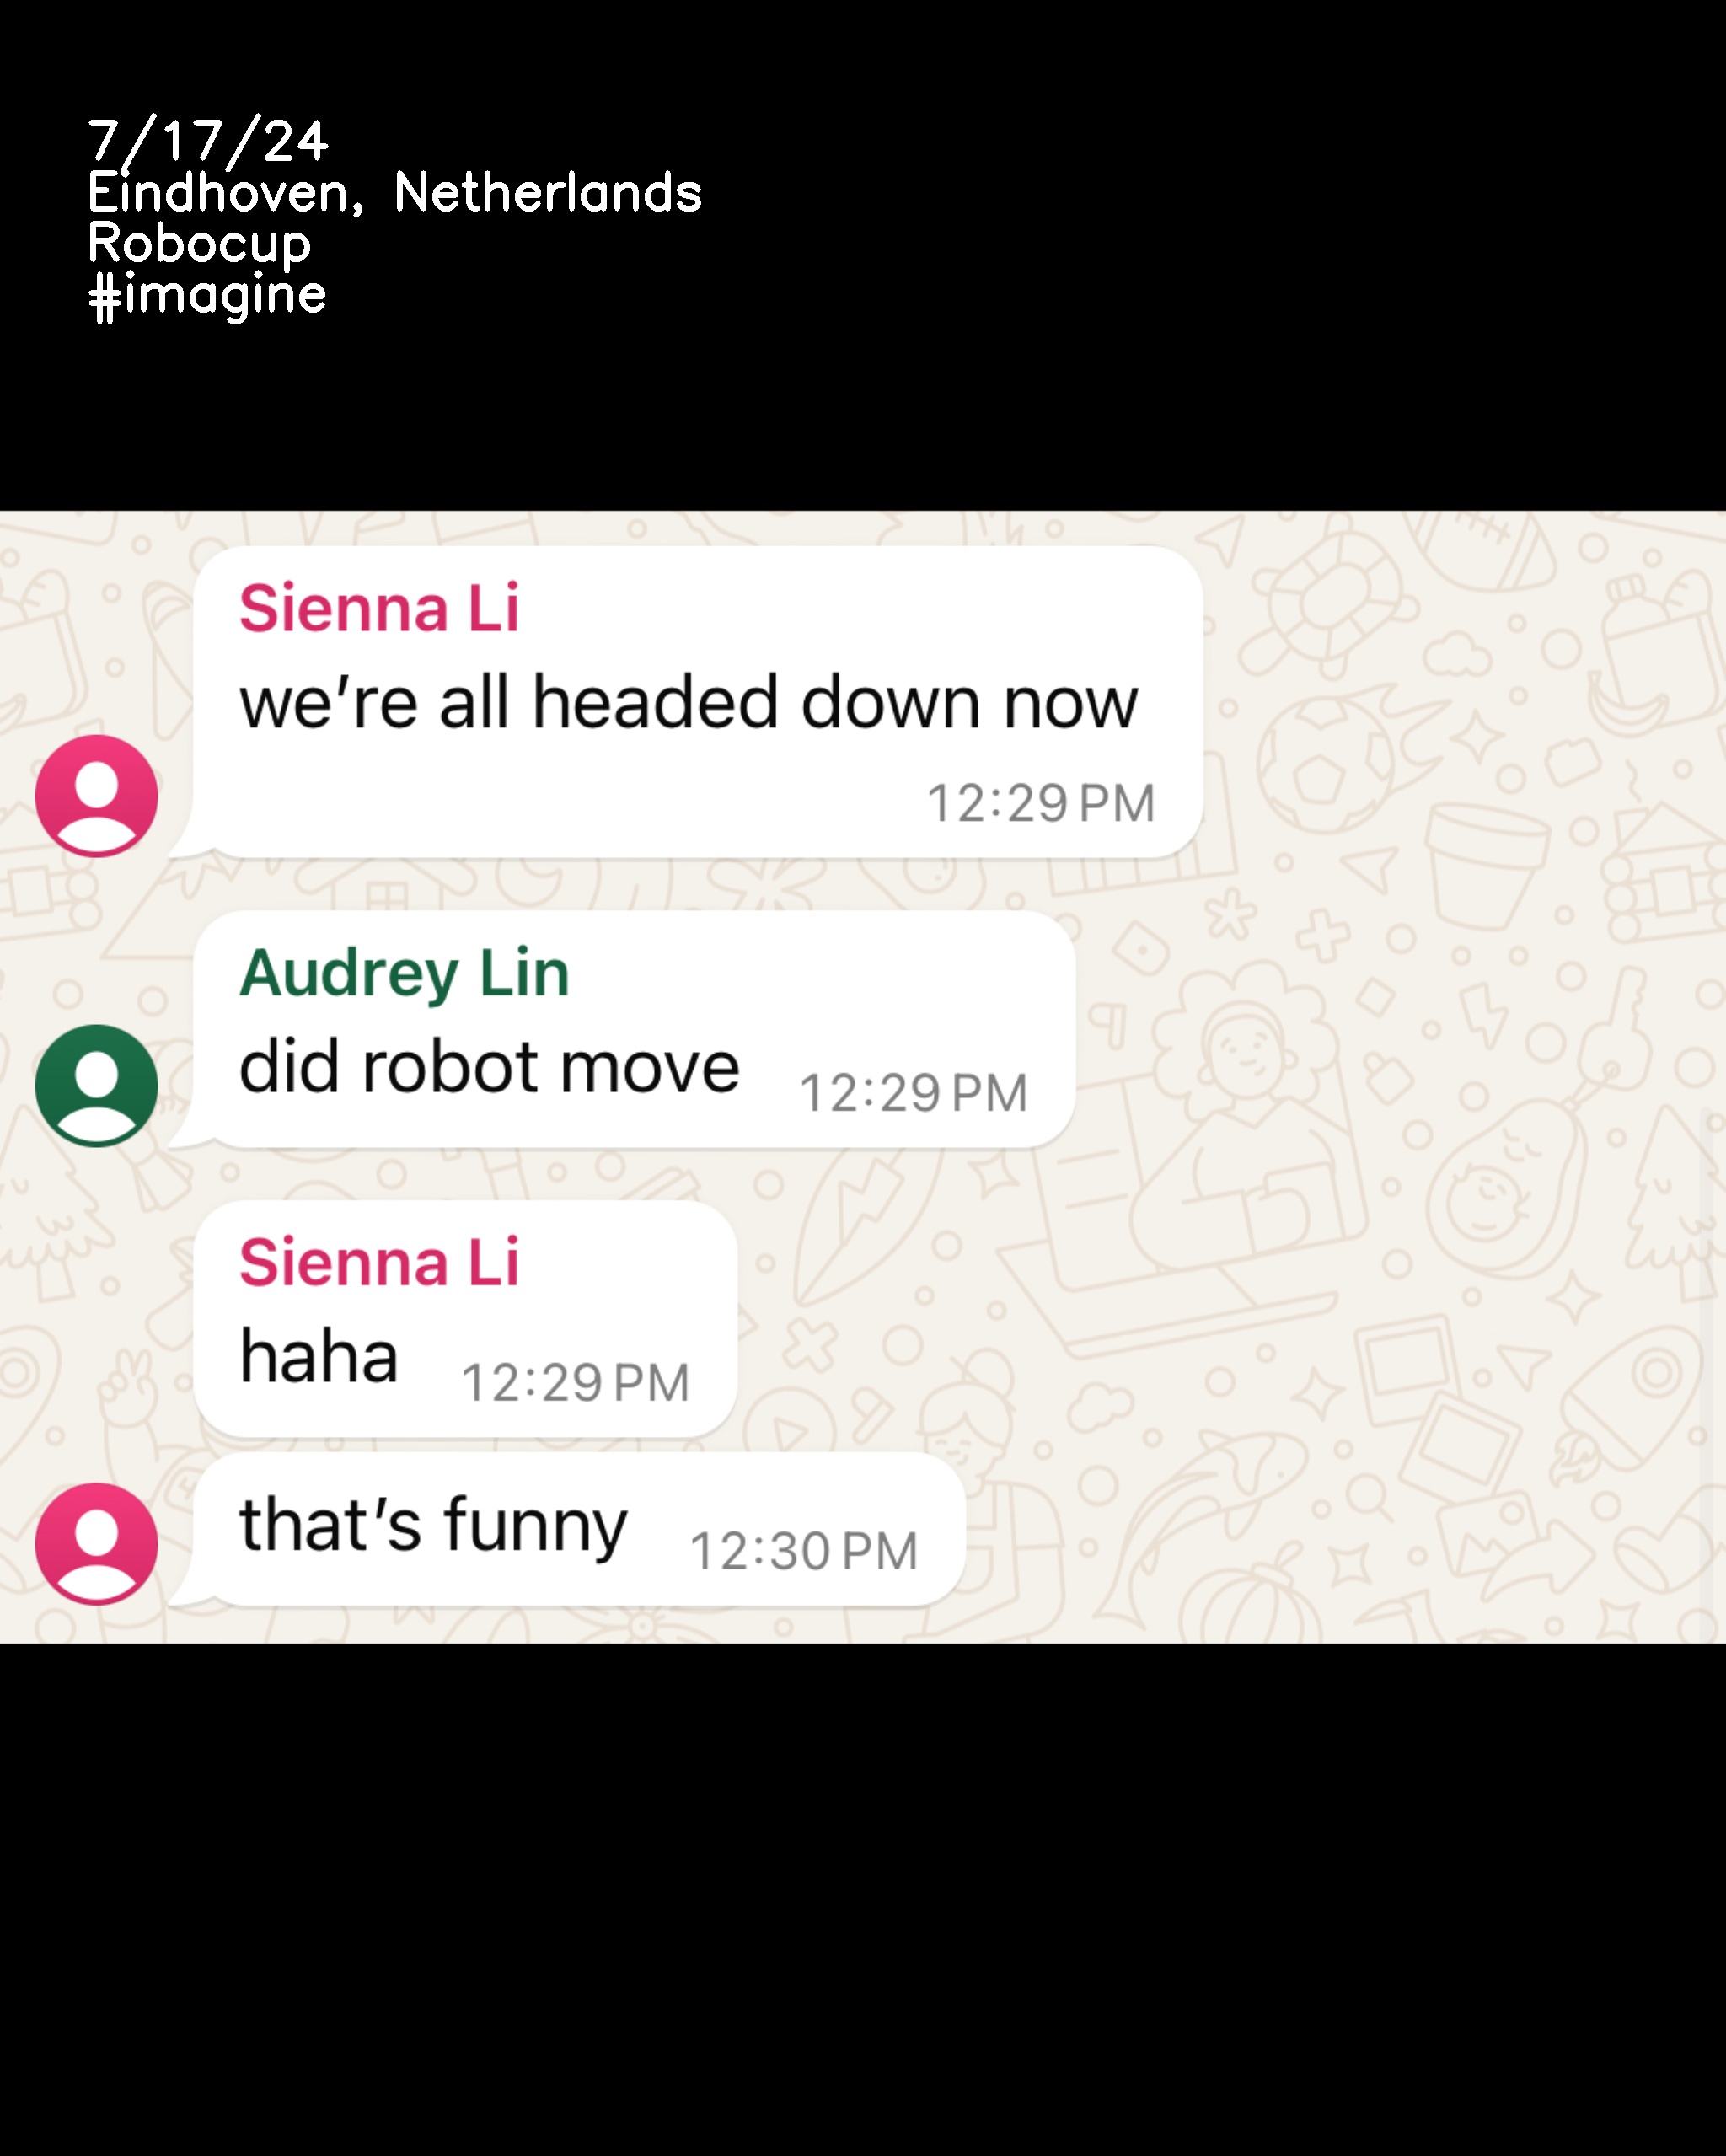 7/17/24
Eindhoven, Netherlands
Robocup
#imagine
Sienna Li
we’re all headed down now
12:29 PM
Audrey Lin
did robot move 12:29 PM
Sienna Li
haha 12:29 PM
that’s funny 12:30 PM